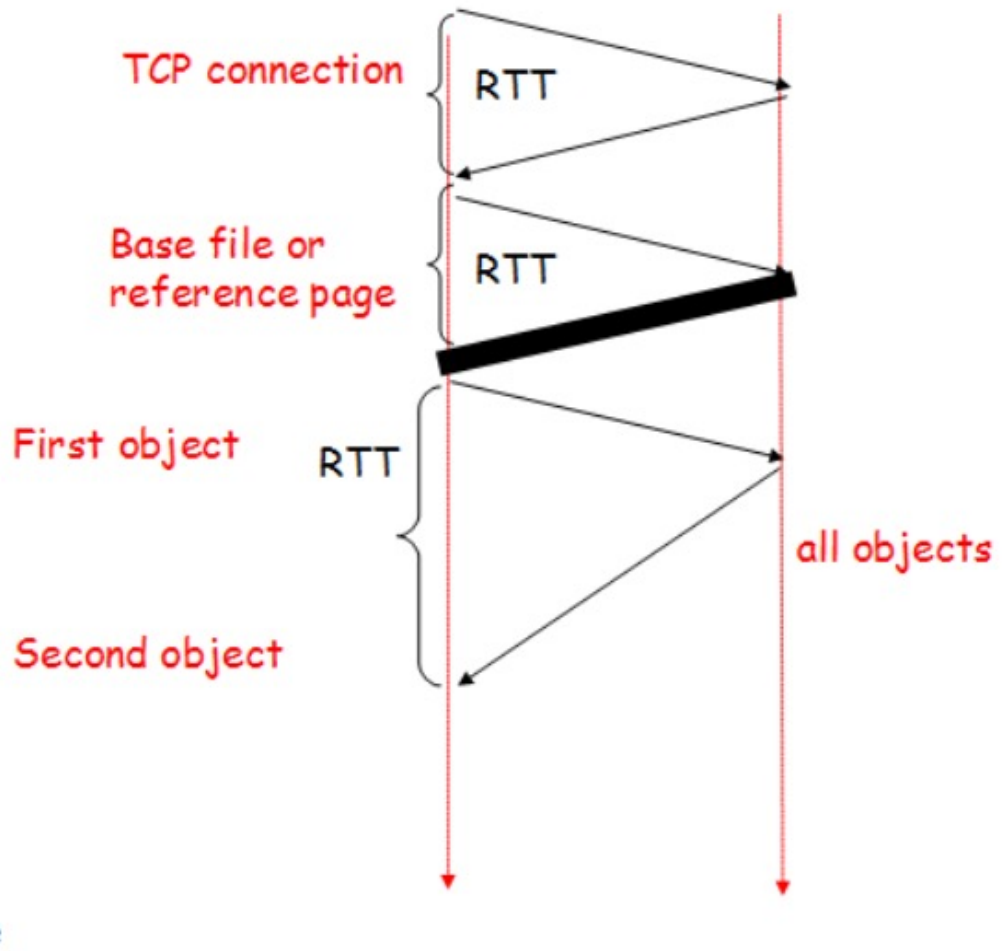 TCP connection
RTT
Base file or
reference page
RTT
First object
RTT
all objects
Second object